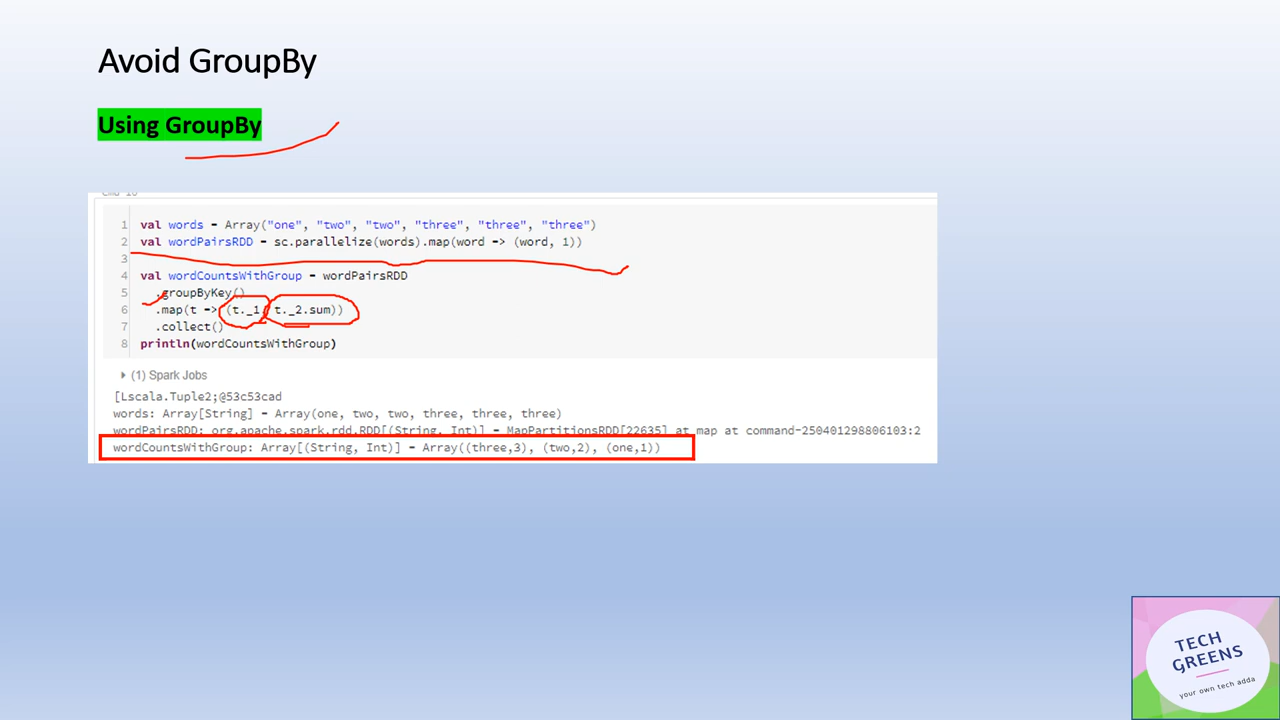 Avoid GroupBy
Using GroupBy
Cmd 10
1 val words = Array("one", "two", "two", "three", "three", "three")
2 val wordPairsRDD = sc.parallelize(words).map(word => (word, 1))
3
4 val wordCountsWithGroup = wordPairsRDD
5 .groupByKey()
6 .map(t => (t._1, t._2.sum))
7 .collect()
8 println(wordCountsWithGroup)
(1) Spark Jobs
[Lscala.Tuple2;@53c53cad
words: Array[String] = Array(one, two, two, three, three, three)
wordPairsRDD: org.apache.spark.rdd.RDD[(String, Int)] = MapPartitionsRDD[22635] at map at command-250401298806103:2
wordCountsWithGroup: Array[(String, Int)] = Array((three,3), (two,2), (one,1))
TECH
GREENS
your own tech adda